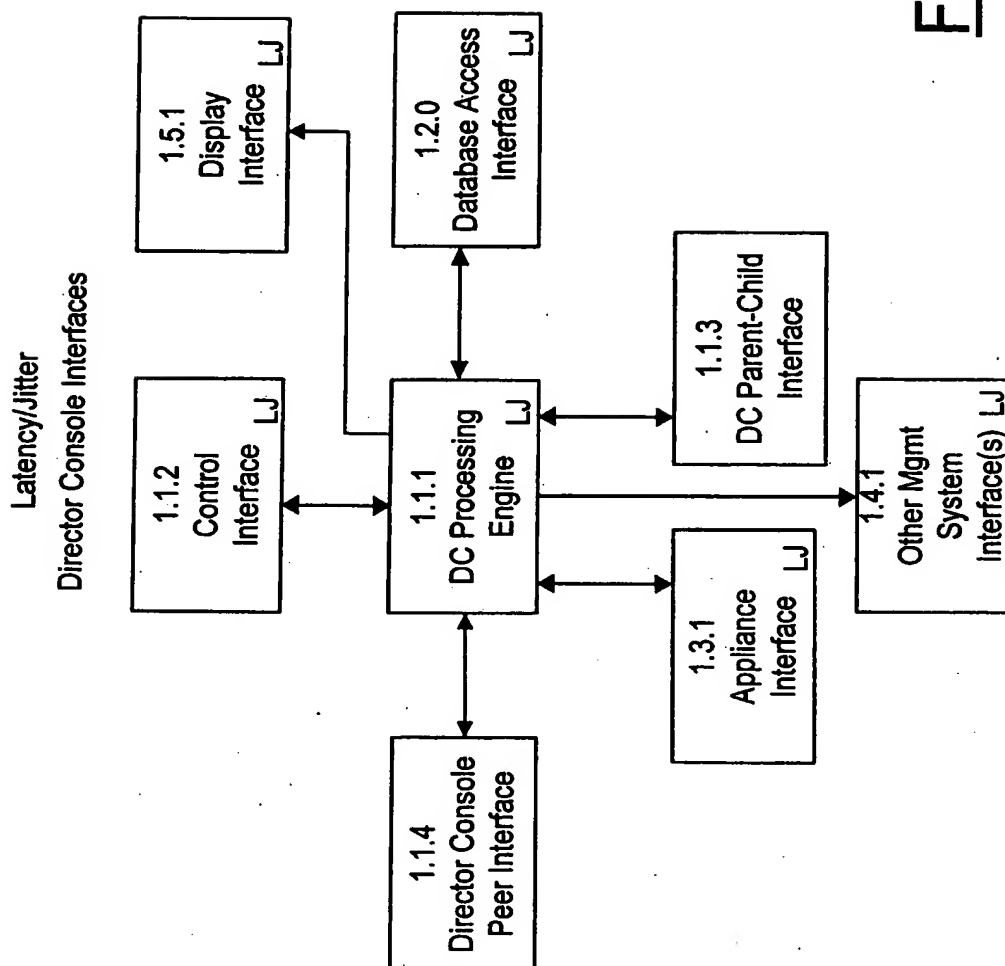 Latency/Jitter
Director Console Interfaces
1.1.2
Control
Interface
LJ
1.5.1
Display
Interface
LJ
1.1.4
Director Console
Peer Interface
1.1.1
DC Processing
Engine
LJ
1.2.0
Database Access
Interface
LJ
1.3.1
Appliance
Interface
LJ
1.1.3
DC Parent-Child
Interface
1.4.1
Other Mgmt
System
Interface(s) LJ
F